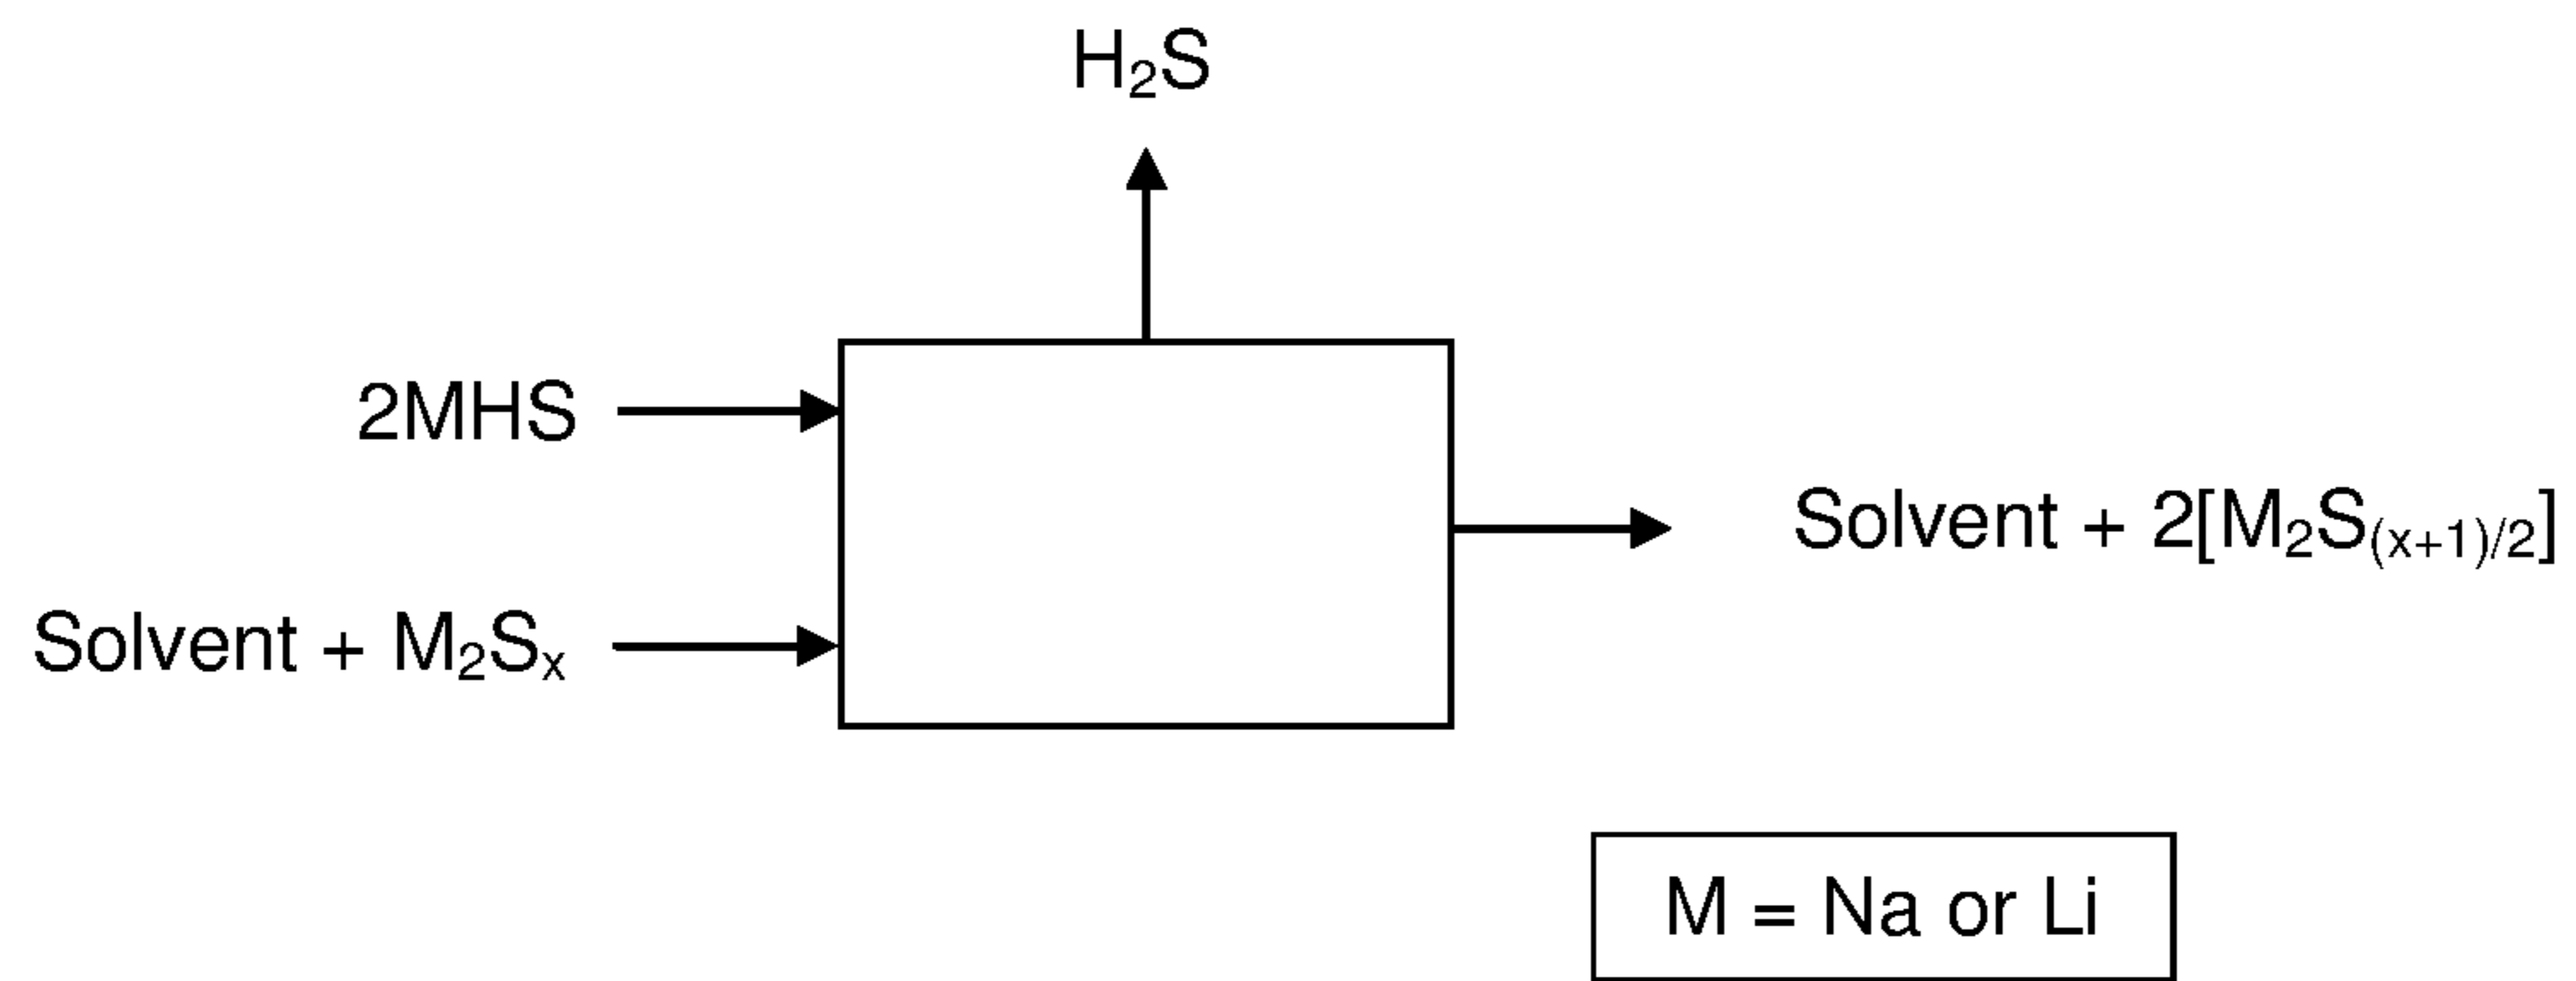 H₂S
2MHS
Solvent + M₂Sₓ
Solvent + 2[M₂S₍ₓ₊₁₎/₂]
M = Na or Li